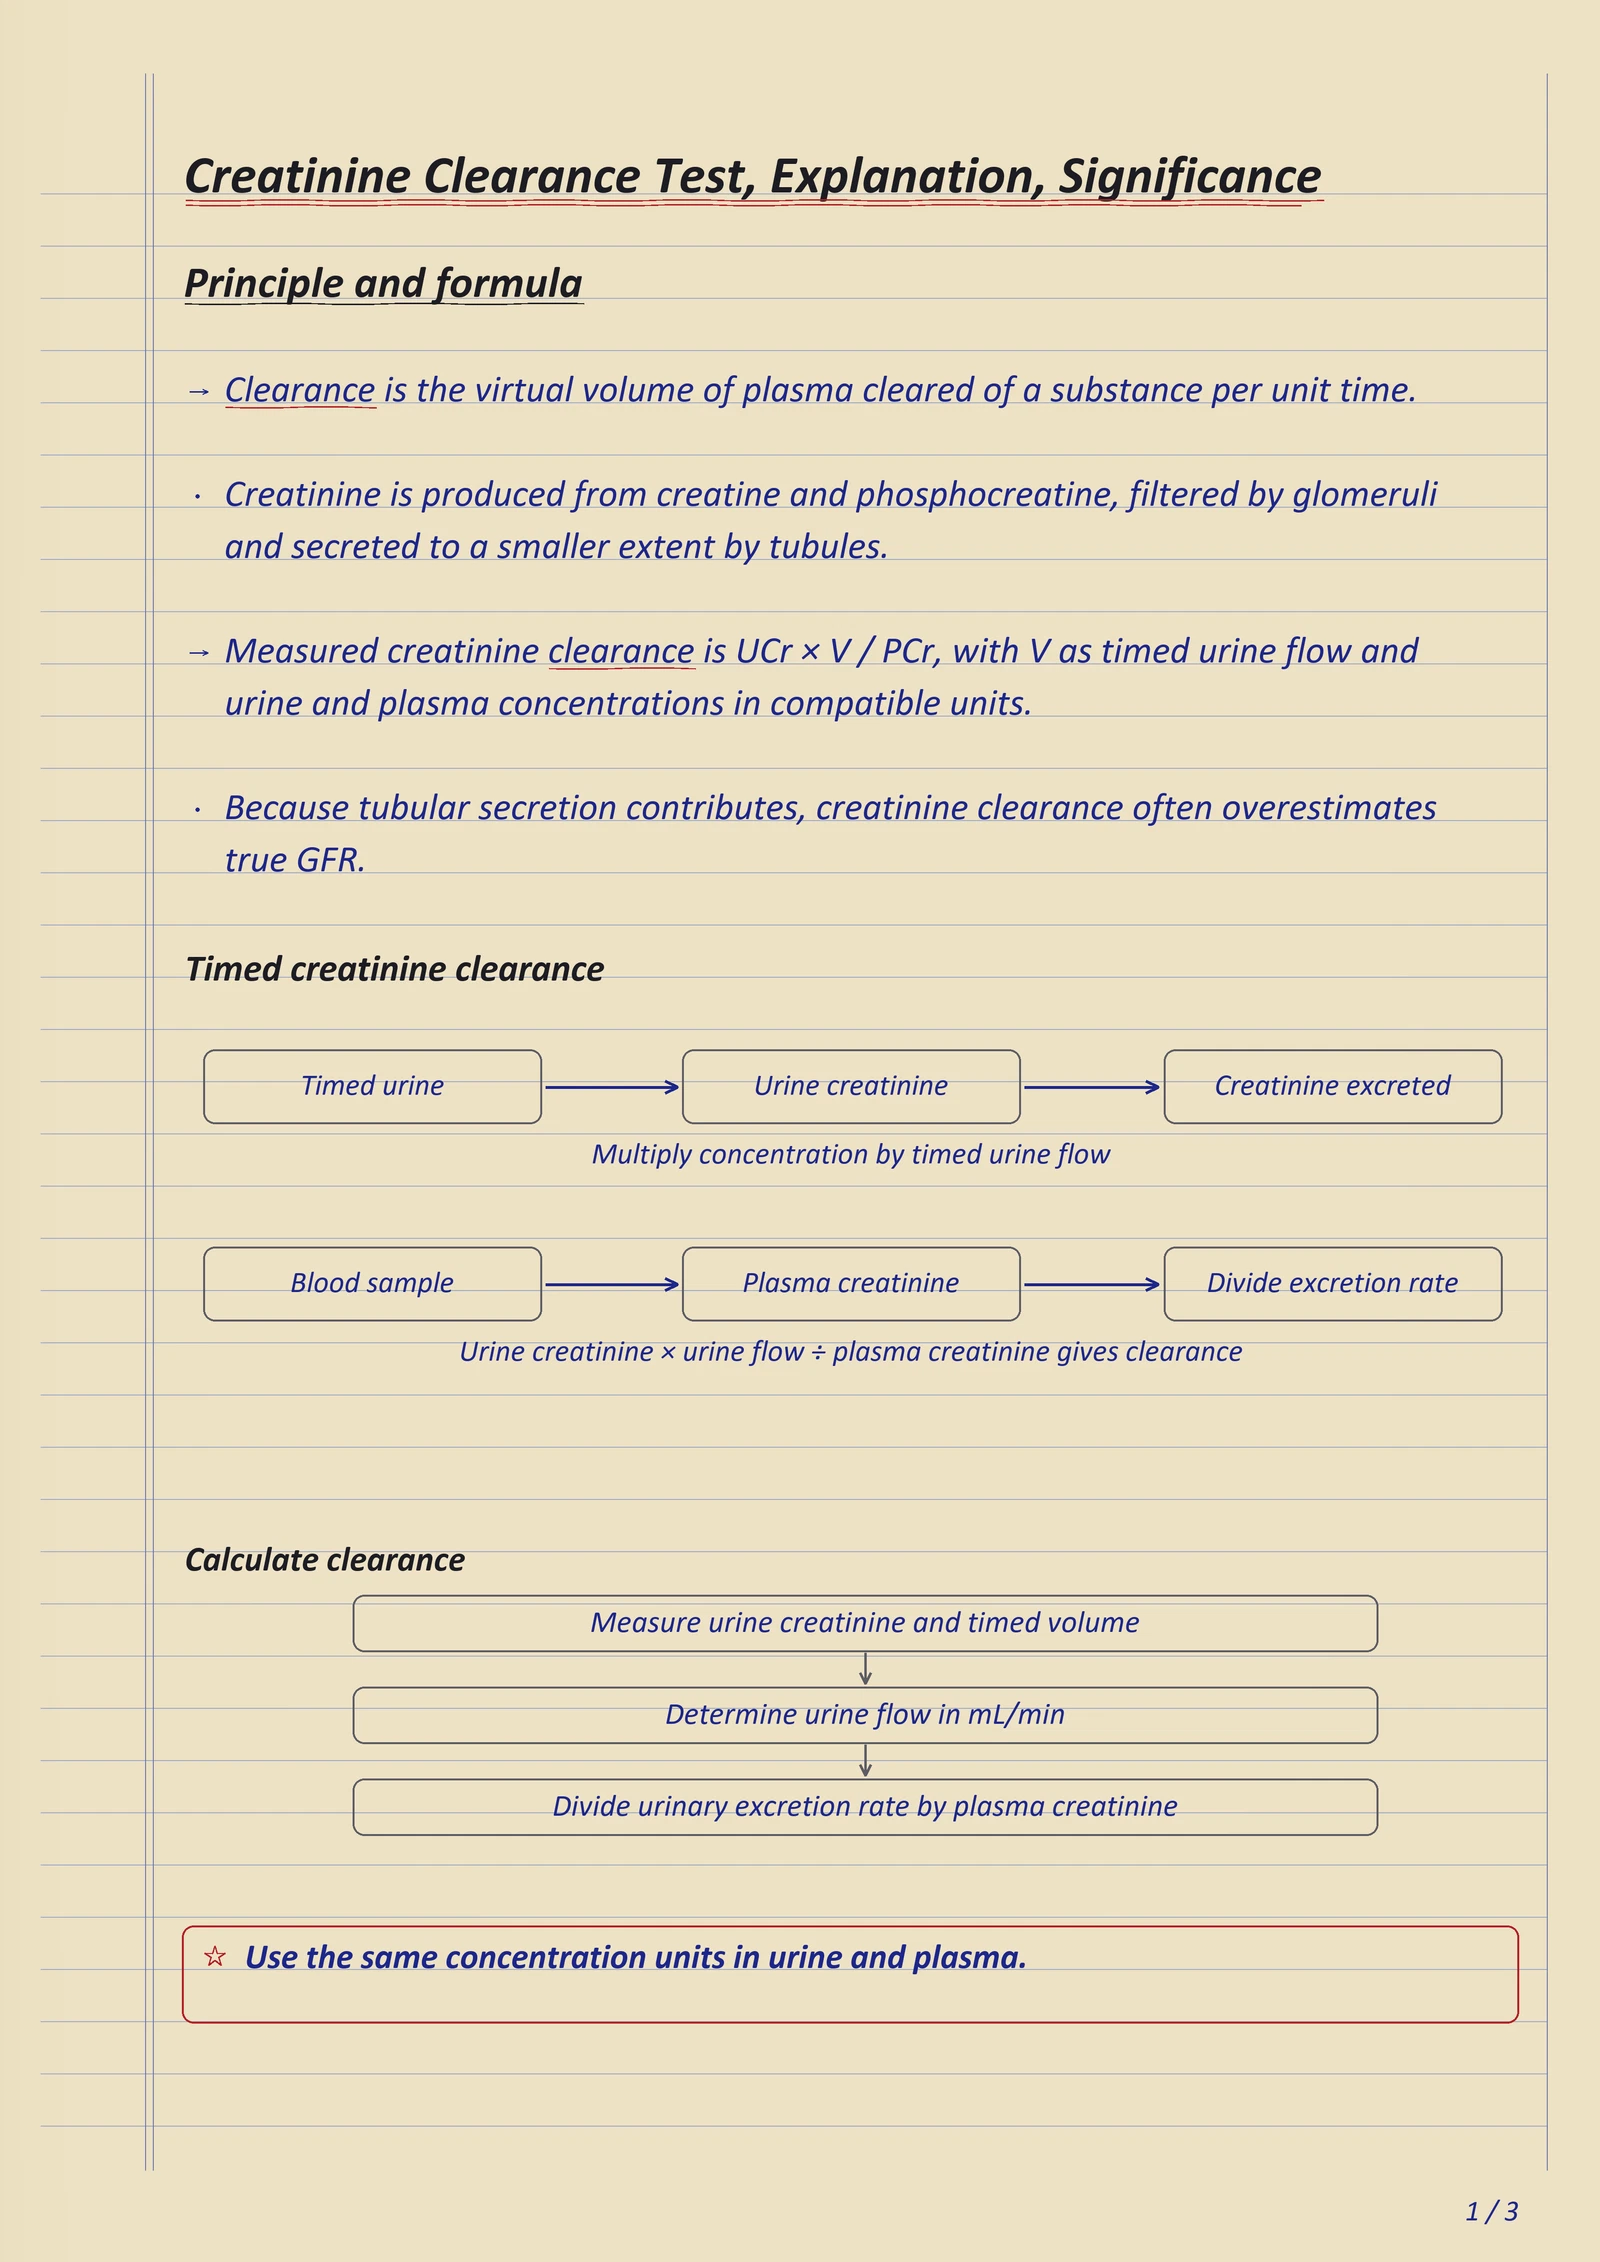 Creatinine Clearance Test, Explanation, Significance
Principle and formula
→ Clearance is the virtual volume of plasma cleared of a substance per unit time.
· Creatinine is produced from creatine and phosphocreatine, filtered by glomeruli
and secreted to a smaller extent by tubules.
→ Measured creatinine clearance is UCr × V / PCr, with V as timed urine flow and
urine and plasma concentrations in compatible units.
· Because tubular secretion contributes, creatinine clearance often overestimates
true GFR.
Timed creatinine clearance
Timed urine → Urine creatinine → Creatinine excreted
Multiply concentration by timed urine flow
Blood sample → Plasma creatinine → Divide excretion rate
Urine creatinine × urine flow ÷ plasma creatinine gives clearance
Calculate clearance
Measure urine creatinine and timed volume
Determine urine flow in mL/min
Divide urinary excretion rate by plasma creatinine
☆ Use the same concentration units in urine and plasma.
1 / 3